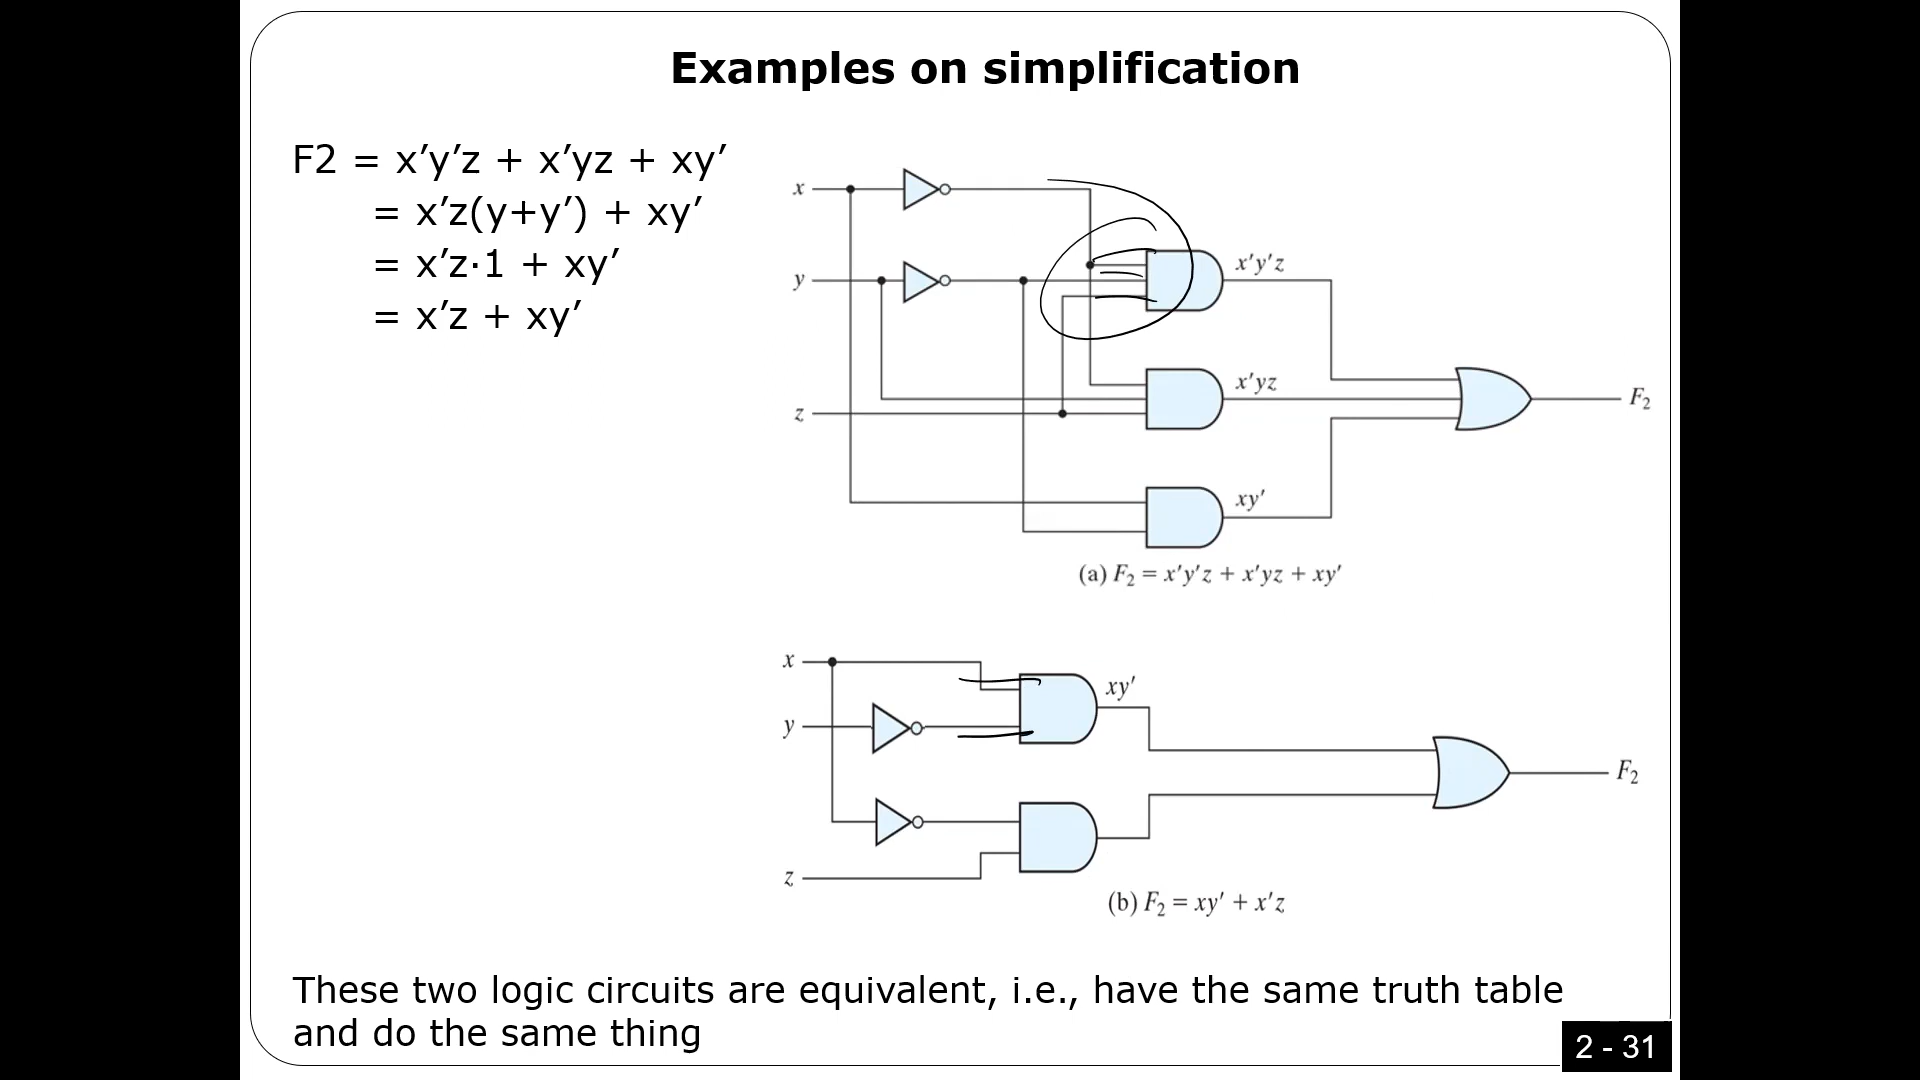 Examples on simplification
F2 = x′y′z + x′yz + xy′
= x′z(y+y′) + xy′
= x′z·1 + xy′
= x′z + xy′
x
x'y'z
y
x'yz
F₂
z
xy'
(a) F₂ = x'y'z + x'yz + xy'
x
xy'
y
F₂
z
(b) F₂ = xy' + x'z
These two logic circuits are equivalent, i.e., have the same truth table
and do the same thing
2 - 31